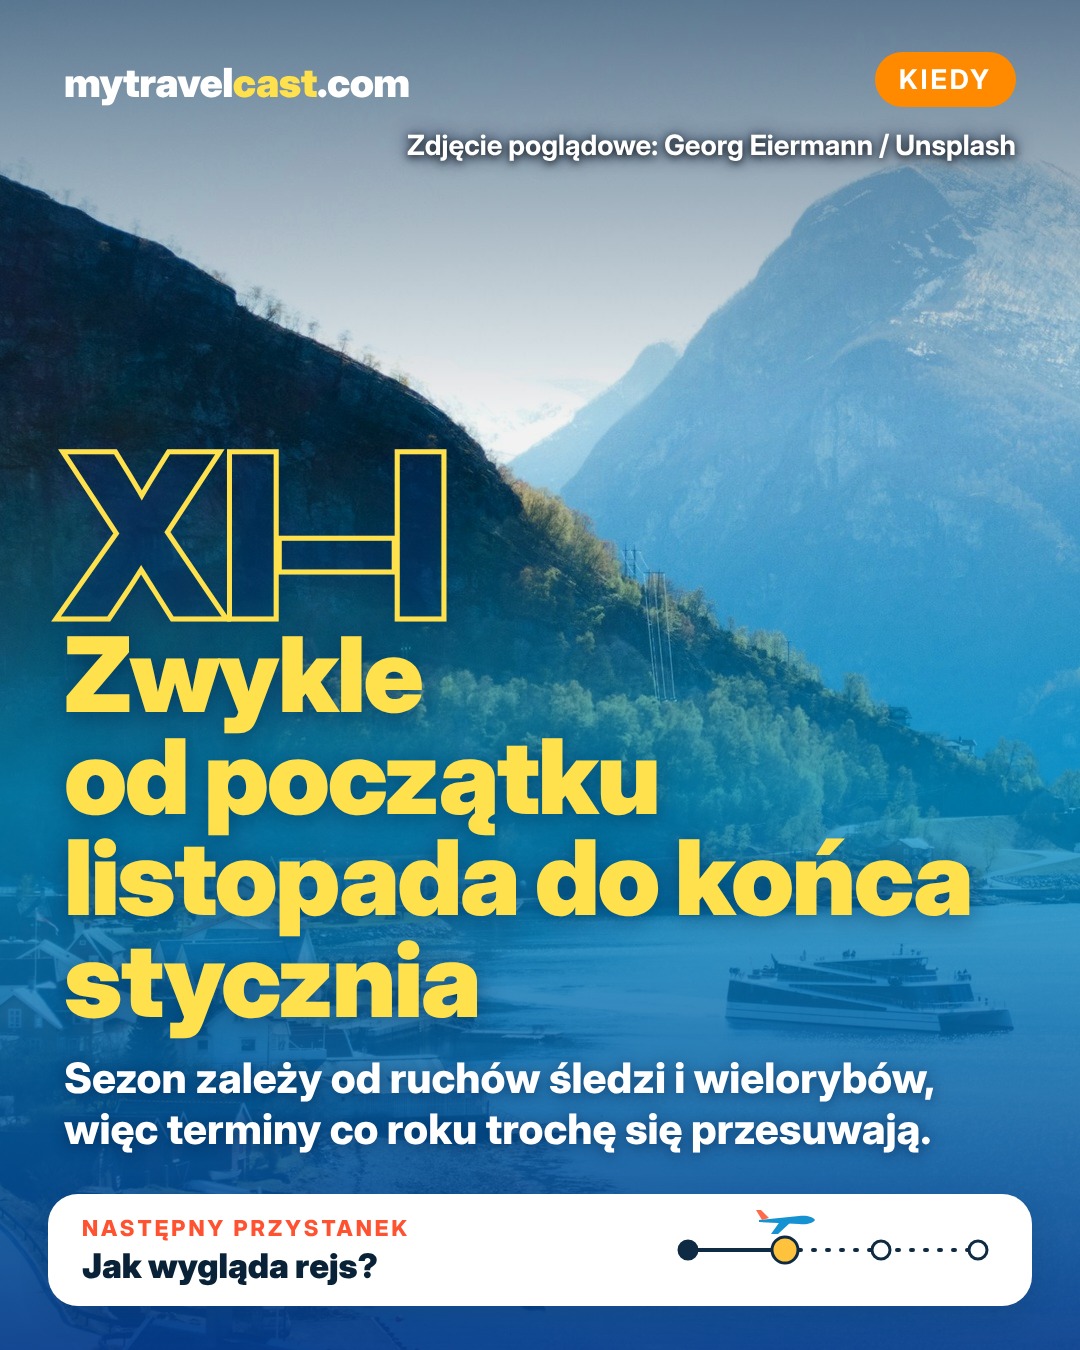 mytravelcast.com
KIEDY
Zdjęcie poglądowe: Georg Eiermann / Unsplash
XI–I
Zwykle
od początku
listopada do końca
stycznia
Sezon zależy od ruchów śledzi i wielorybów,
więc terminy co roku trochę się przesuwają.
NASTĘPNY PRZYSTANEK
Jak wygląda rejs?